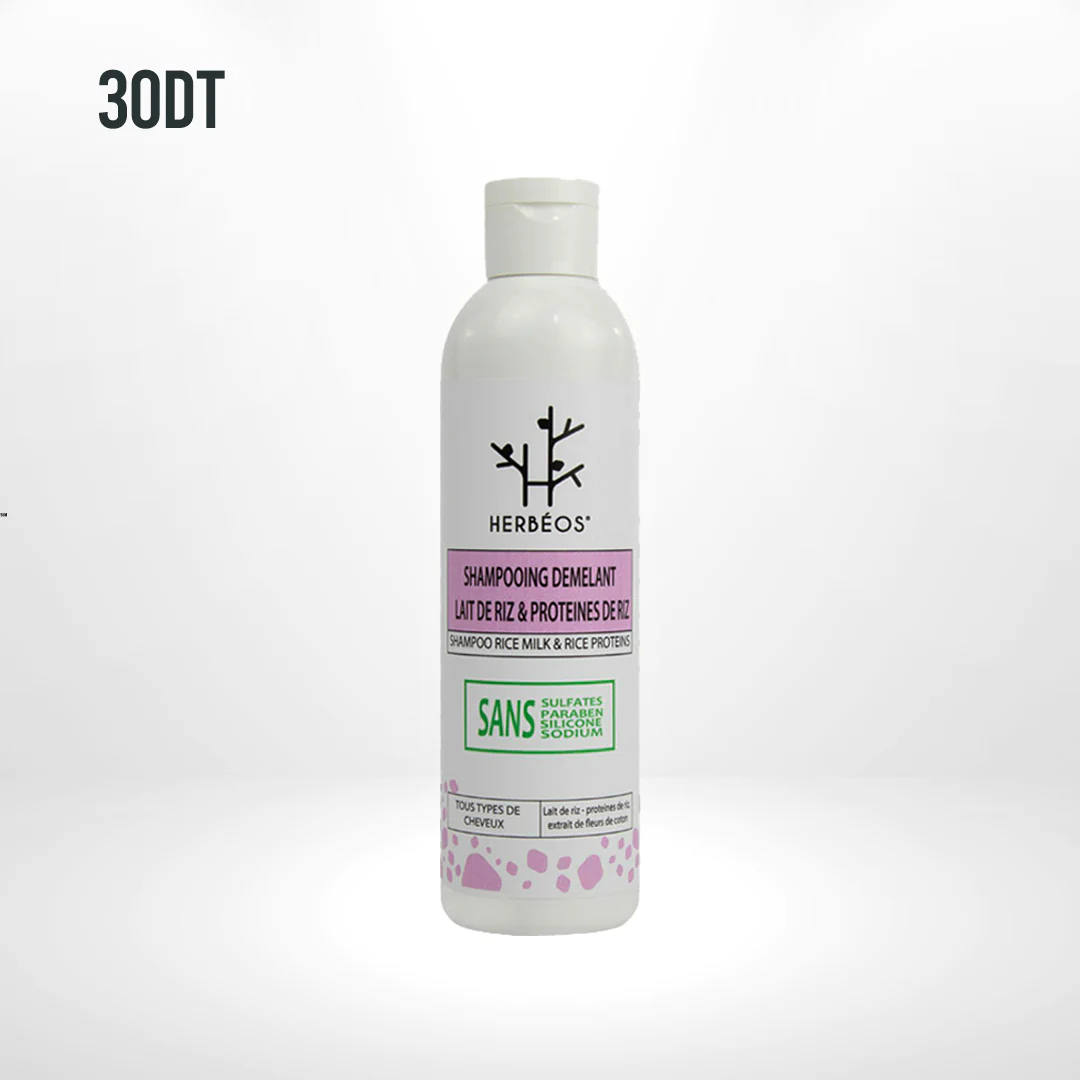 30DT
HERBÉOS®
SHAMPOOING DEMELANT
LAIT DE RIZ & PROTEINES DE RIZ
SHAMPOO RICE MILK & RICE PROTEINS
SANS
SULFATES
PARABEN
SILICONE
SODIUM
TOUS TYPES DE
CHEVEUX
Lait de riz - proteines de riz,
extrait de fleurs de coton